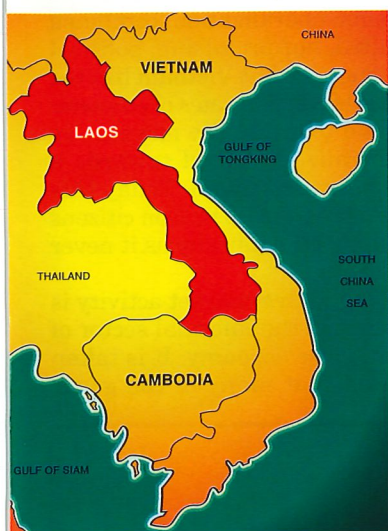 CHINA
VIETNAM
LAOS
GULF OF
TONGKING
THAILAND
SOUTH
CHINA
SEA
CAMBODIA
GULF OF SIAM